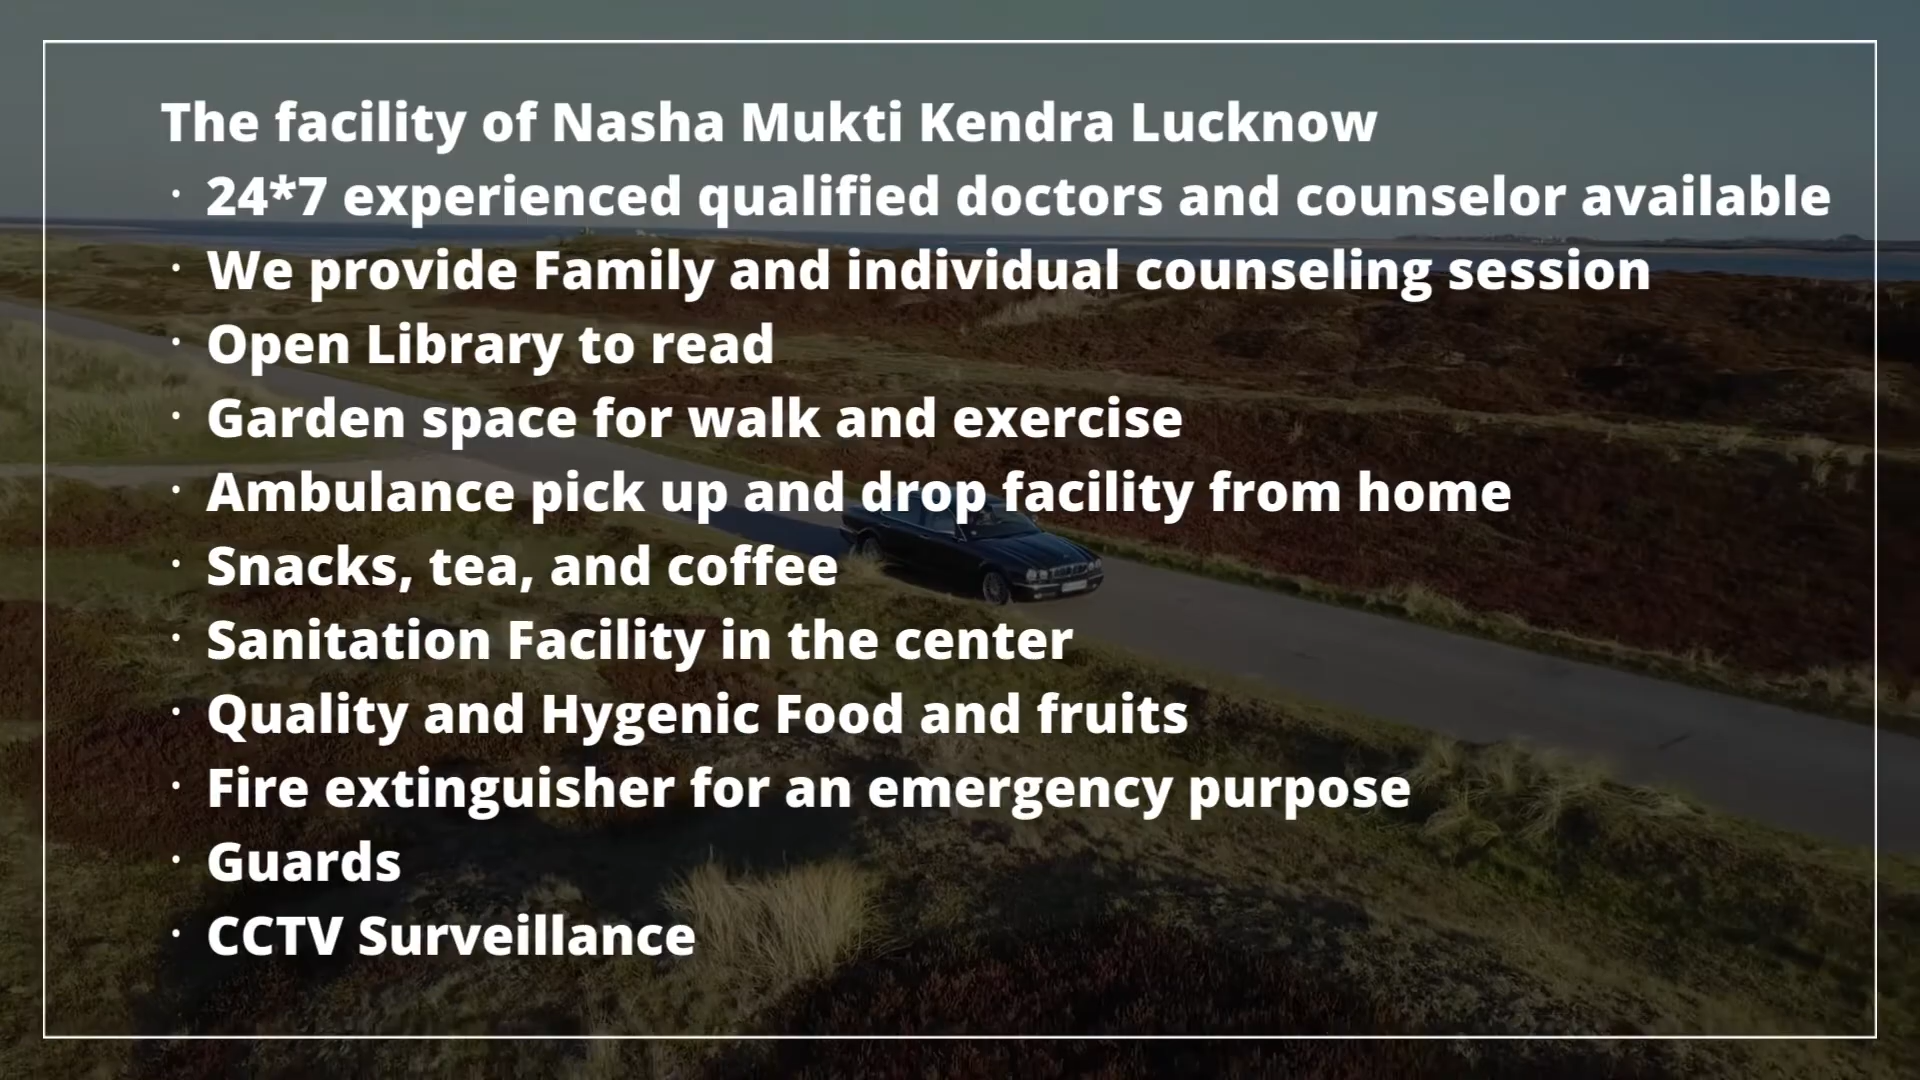 The facility of Nasha Mukti Kendra Lucknow
· 24*7 experienced qualified doctors and counselor available
· We provide Family and individual counseling session
· Open Library to read
· Garden space for walk and exercise
· Ambulance pick up and drop facility from home
· Snacks, tea, and coffee
· Sanitation Facility in the center
· Quality and Hygenic Food and fruits
· Fire extinguisher for an emergency purpose
· Guards
· CCTV Surveillance